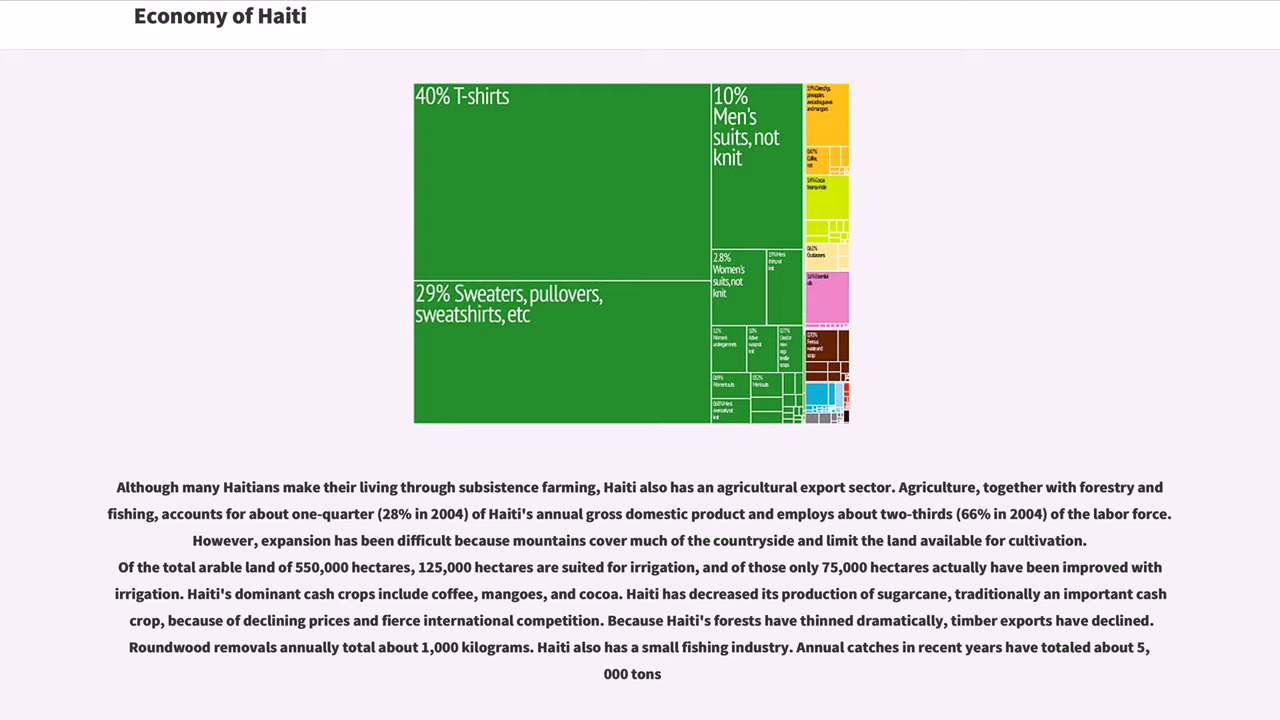 Economy of Haiti
40% T-shirts
10%
Men's
suits, not
knit
29% Sweaters, pullovers,
sweatshirts, etc
2.8%
Women's
suits, not
knit
Although many Haitians make their living through subsistence farming, Haiti also has an agricultural export sector. Agriculture, together with forestry and
fishing, accounts for about one-quarter (28% in 2004) of Haiti's annual gross domestic product and employs about two-thirds (66% in 2004) of the labor force.
However, expansion has been difficult because mountains cover much of the countryside and limit the land available for cultivation.
Of the total arable land of 550,000 hectares, 125,000 hectares are suited for irrigation, and of those only 75,000 hectares actually have been improved with
irrigation. Haiti's dominant cash crops include coffee, mangoes, and cocoa. Haiti has decreased its production of sugarcane, traditionally an important cash
crop, because of declining prices and fierce international competition. Because Haiti's forests have thinned dramatically, timber exports have declined.
Roundwood removals annually total about 1,000 kilograms. Haiti also has a small fishing industry. Annual catches in recent years have totaled about 5,
000 tons